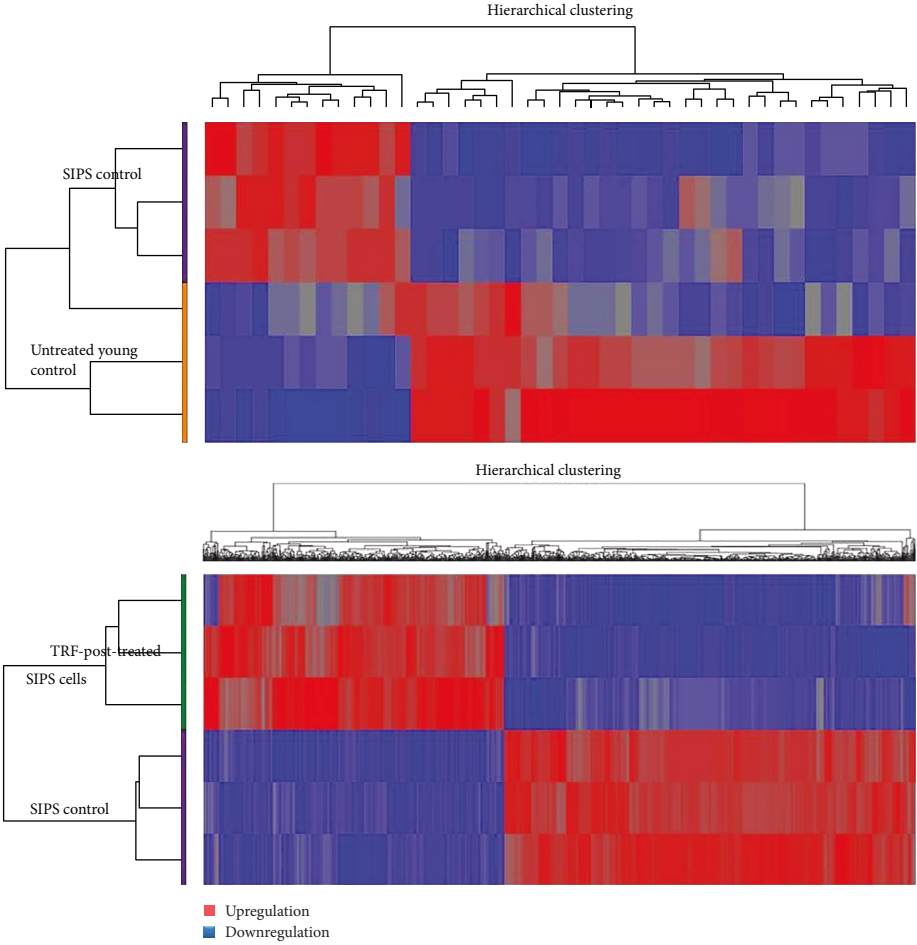 Hierarchical clustering
SIPS control
Untreated young
control
Hierarchical clustering
TRF-post-treated
SIPS cells
SIPS control
Upregulation
Downregulation